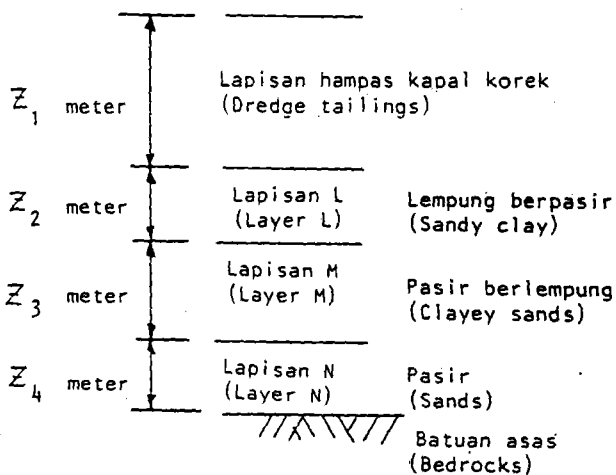 Z₁ meter
Lapisan hampas kapal korek
(Dredge tailings)
Z₂ meter
Lapisan L
(Layer L)
Lempung berpasir
(Sandy clay)
Z₃ meter
Lapisan M
(Layer M)
Pasir berlempung
(Clayey sands)
Z₄ meter
Lapisan N
(Layer N)
Pasir
(Sands)
Batuan asas
(Bedrocks)